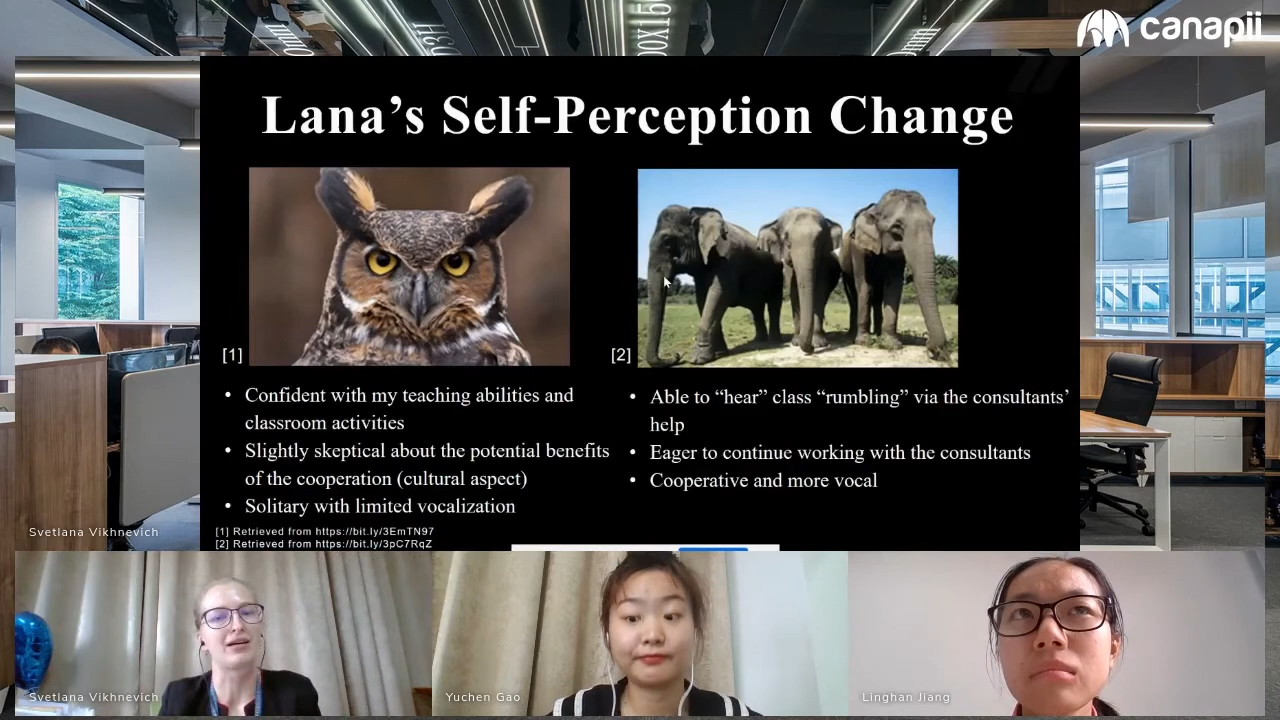 canapii
Lana's Self-Perception Change
[1]
[2]
• Confident with my teaching abilities and
classroom activities
• Slightly skeptical about the potential benefits
of the cooperation (cultural aspect)
• Solitary with limited vocalization
• Able to “hear” class “rumbling” via the consultants’
help
• Eager to continue working with the consultants
• Cooperative and more vocal
[1] Retrieved from https://bit.ly/3EmTN97
[2] Retrieved from https://bit.ly/3pC7RqZ
Svetlana Vikhnevich
Svetlana Vikhnevich
Yuchen Gao
Linghan Jiang